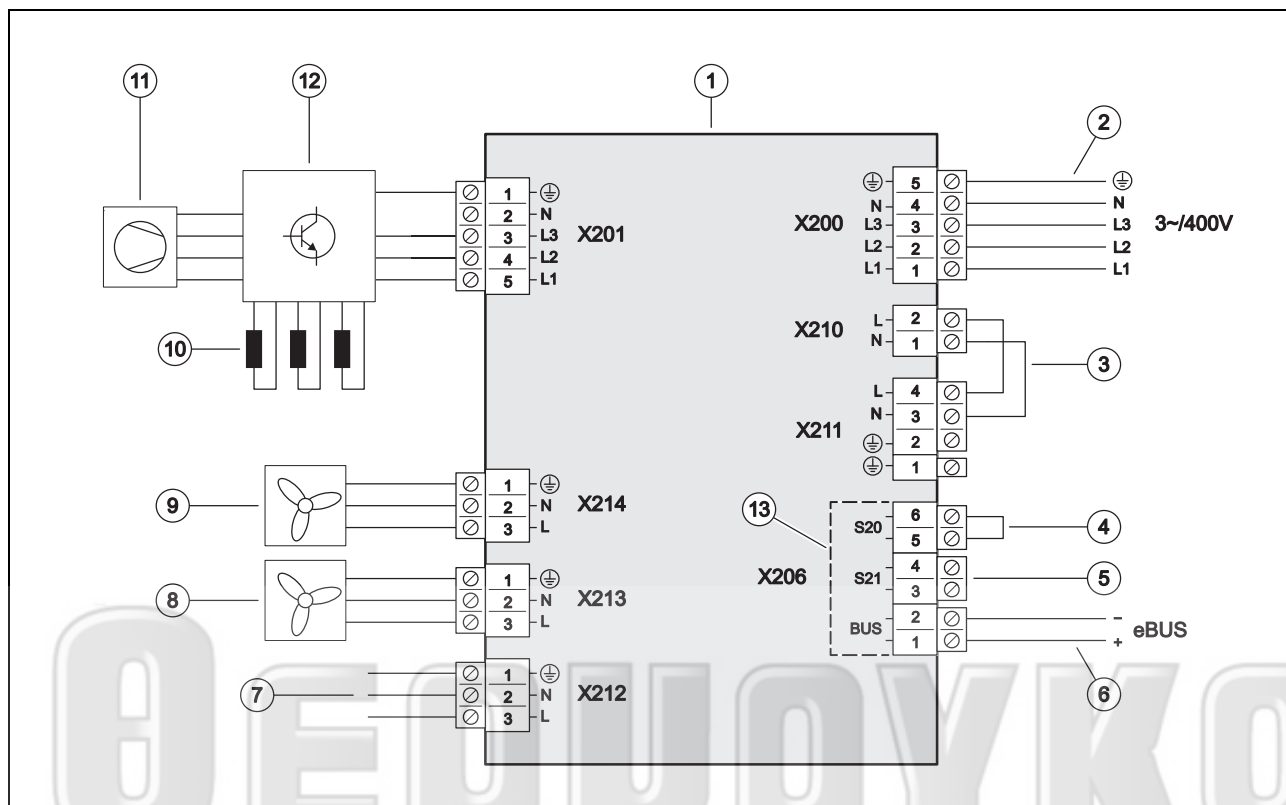 11
12
1
2
1
2 N
3 L3
4 L2
5 L1
X201
X200
5
N 4
L3 3
L2 2
L1 1
N
L3
L2
L1
3~/400V
10
X210
L 2
N 1
3
X211
L 4
N 3
2
1
9
1
2 N
3 L
X214
13
X206
S20
6
5
4
S21
4
3
5
BUS
2
1
–
+
eBUS
6
8
1
2 N
3 L
X213
7
1
2 N
3 L
X212
ΘΕΡΜΟΥΚΟ